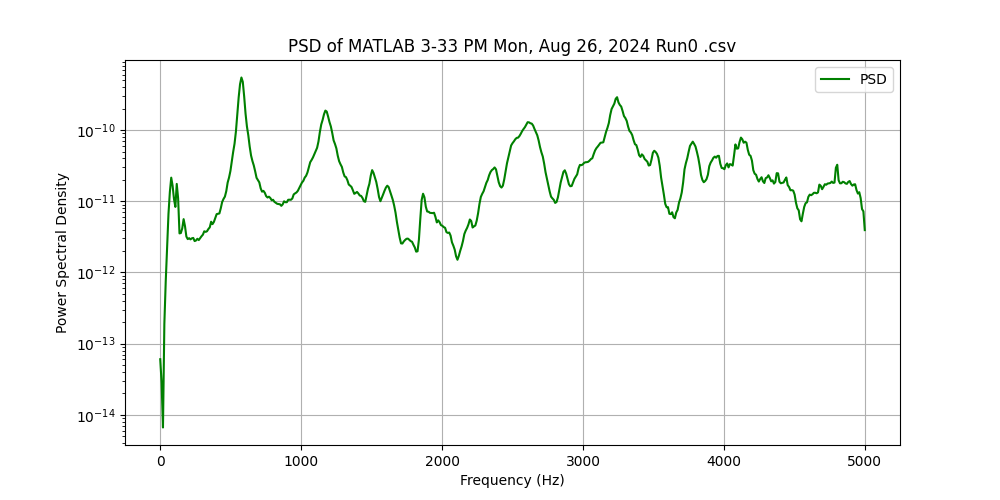 PSD of MATLAB 3-33 PM Mon, Aug 26, 2024 Run0 .csv
PSD
Power Spectral Density
10⁻¹⁰
10⁻¹¹
10⁻¹²
10⁻¹³
10⁻¹⁴
0 1000 2000 3000 4000 5000
Frequency (Hz)